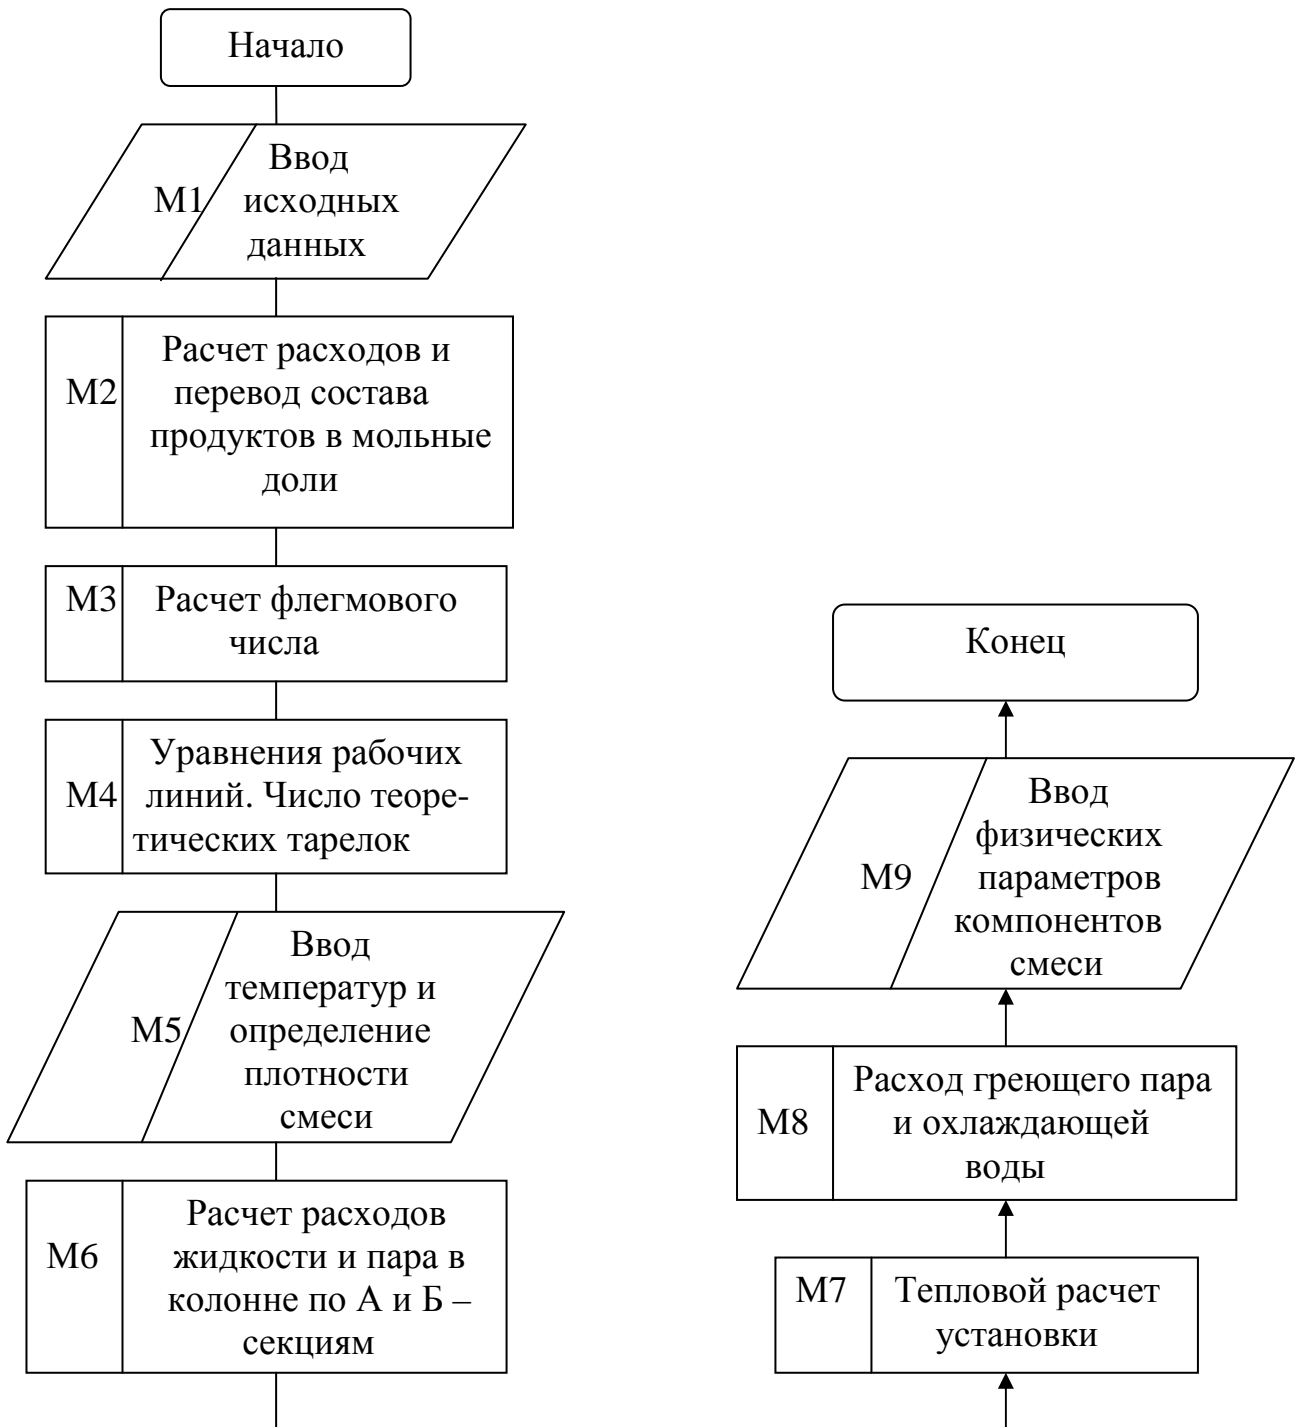 Начало
Ввод
М1 исходных
данных
Расчет расходов и
М2 перевод состава
продуктов в мольные
доли
М3 Расчет флегмового
числа
Уравнения рабочих
М4 линий. Число теоре-
тических тарелок
Ввод
температур и
М5 определение
плотности
смеси
Расчет расходов
М6 жидкости и пара в
колонне по А и Б –
секциям
Конец
Ввод
физических
М9 параметров
компонентов
смеси
Расход греющего пара
М8 и охлаждающей
воды
М7 Тепловой расчет
установки